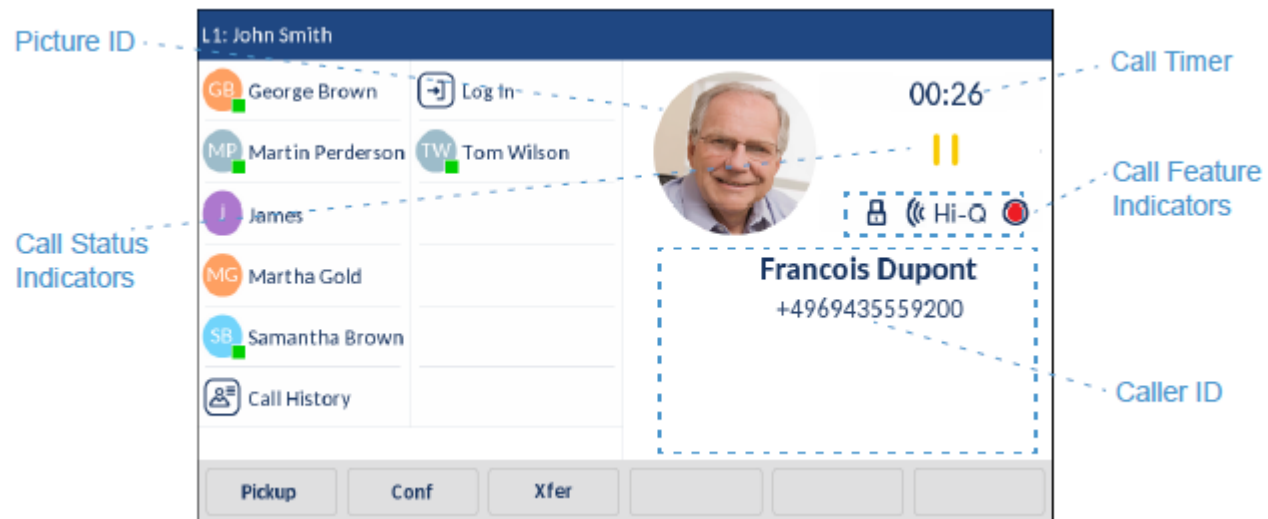 L1: John Smith
Picture ID
Call Timer
GB George Brown
Log In
00:26
MP Martin Perderson
TW Tom Wilson
Call Feature
Indicators
J James
Hi-Q
Call Status
Indicators
MG Martha Gold
Francois Dupont
+4969435559200
SB Samantha Brown
Call History
Caller ID
Pickup
Conf
Xfer